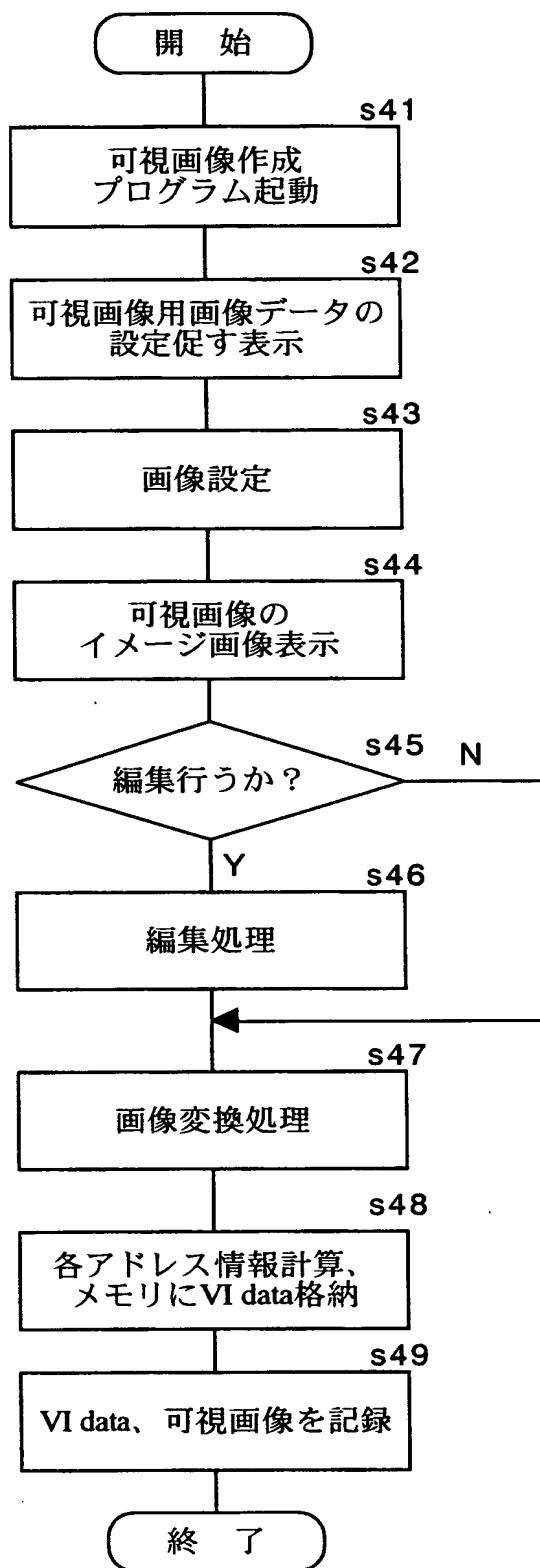 開 始
s41
可視画像作成
プログラム起動
s42
可視画像用画像データの
設定促す表示
s43
画像設定
s44
可視画像の
イメージ画像表示
s45
編集行うか？
N
Y
s46
編集処理
s47
画像変換処理
s48
各アドレス情報計算、
メモリにVI data格納
s49
VI data、可視画像を記録
終 了